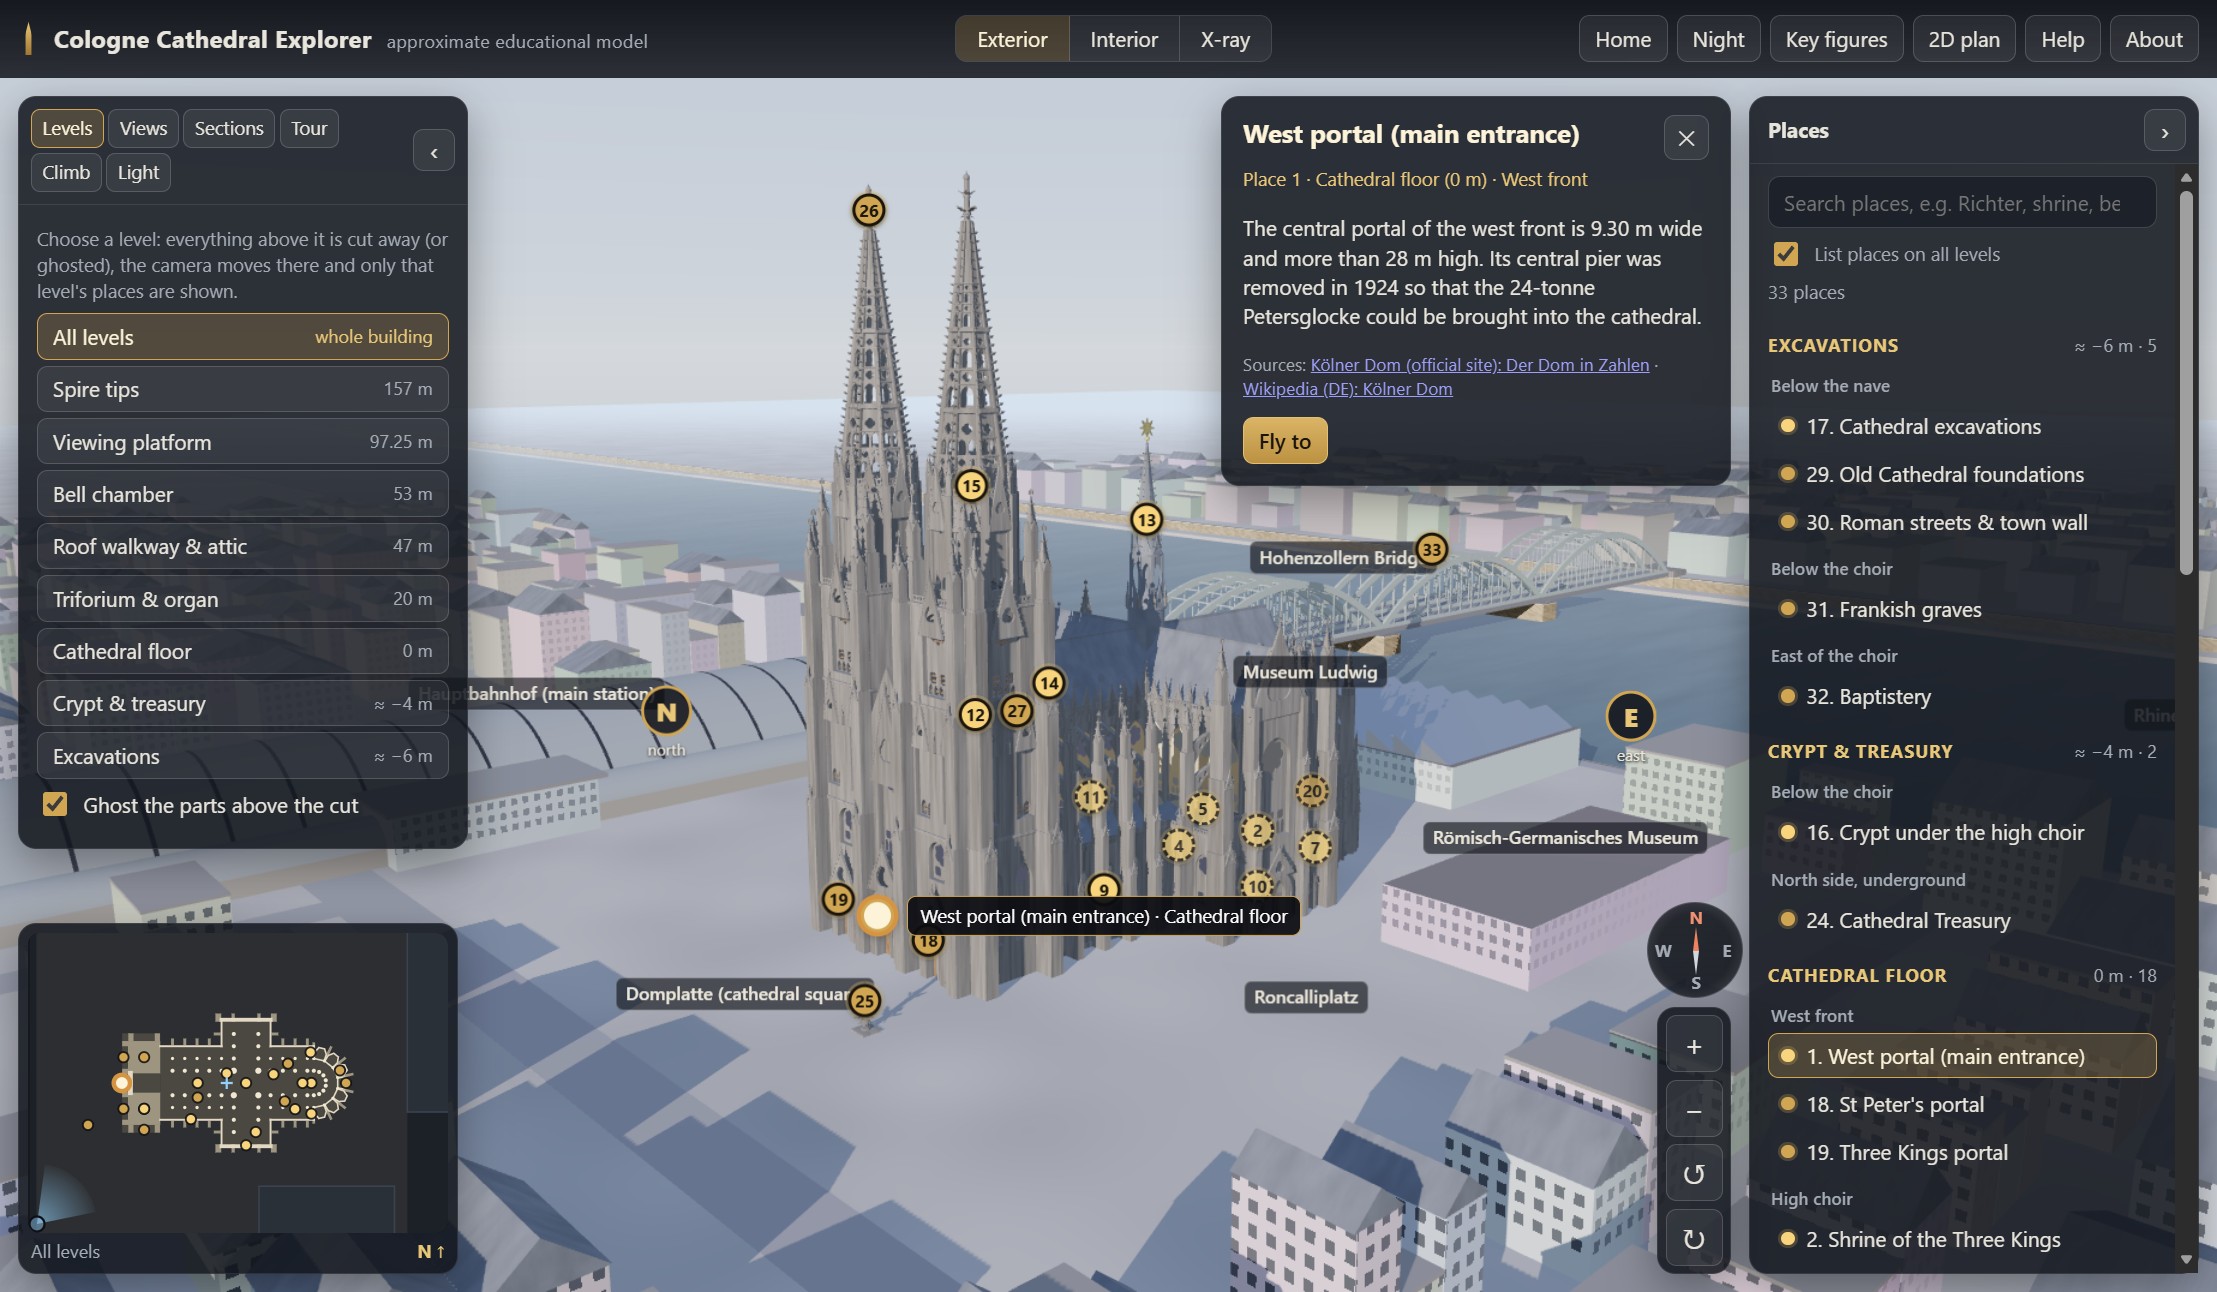 Cologne Cathedral Explorer approximate educational model
Exterior Interior X-ray
Home Night Key figures 2D plan Help About
Levels Views Sections Tour
Climb Light
‹
Choose a level: everything above it is cut away (or
ghosted), the camera moves there and only that
level's places are shown.
All levels whole building
Spire tips 157 m
Viewing platform 97.25 m
Bell chamber 53 m
Roof walkway & attic 47 m
Triforium & organ 20 m
Cathedral floor 0 m
Crypt & treasury ≈ −4 m
Excavations ≈ −6 m
Ghost the parts above the cut
All levels N ↑
26
15
13
33
Hohenzollern Bridg
Museum Ludwig
14
12
27
Hauptbahnhof (main station)
N
north
E
east
11
5
20
2
4
7
Römisch-Germanisches Museum
9
10
19
West portal (main entrance) · Cathedral floor
18
Domplatte (cathedral squar
25
Roncalliplatz
N
W E
S
+
−
↺
↻
West portal (main entrance)
×
Place 1 · Cathedral floor (0 m) · West front
The central portal of the west front is 9.30 m wide
and more than 28 m high. Its central pier was
removed in 1924 so that the 24-tonne
Petersglocke could be brought into the cathedral.
Sources: Kölner Dom (official site): Der Dom in Zahlen ·
Wikipedia (DE): Kölner Dom
Fly to
Places
›
Search places, e.g. Richter, shrine, be
List places on all levels
33 places
EXCAVATIONS ≈ −6 m · 5
Below the nave
17. Cathedral excavations
29. Old Cathedral foundations
30. Roman streets & town wall
Below the choir
31. Frankish graves
East of the choir
32. Baptistery
CRYPT & TREASURY ≈ −4 m · 2
Below the choir
16. Crypt under the high choir
North side, underground
24. Cathedral Treasury
CATHEDRAL FLOOR 0 m · 18
West front
1. West portal (main entrance)
18. St Peter's portal
19. Three Kings portal
High choir
2. Shrine of the Three Kings